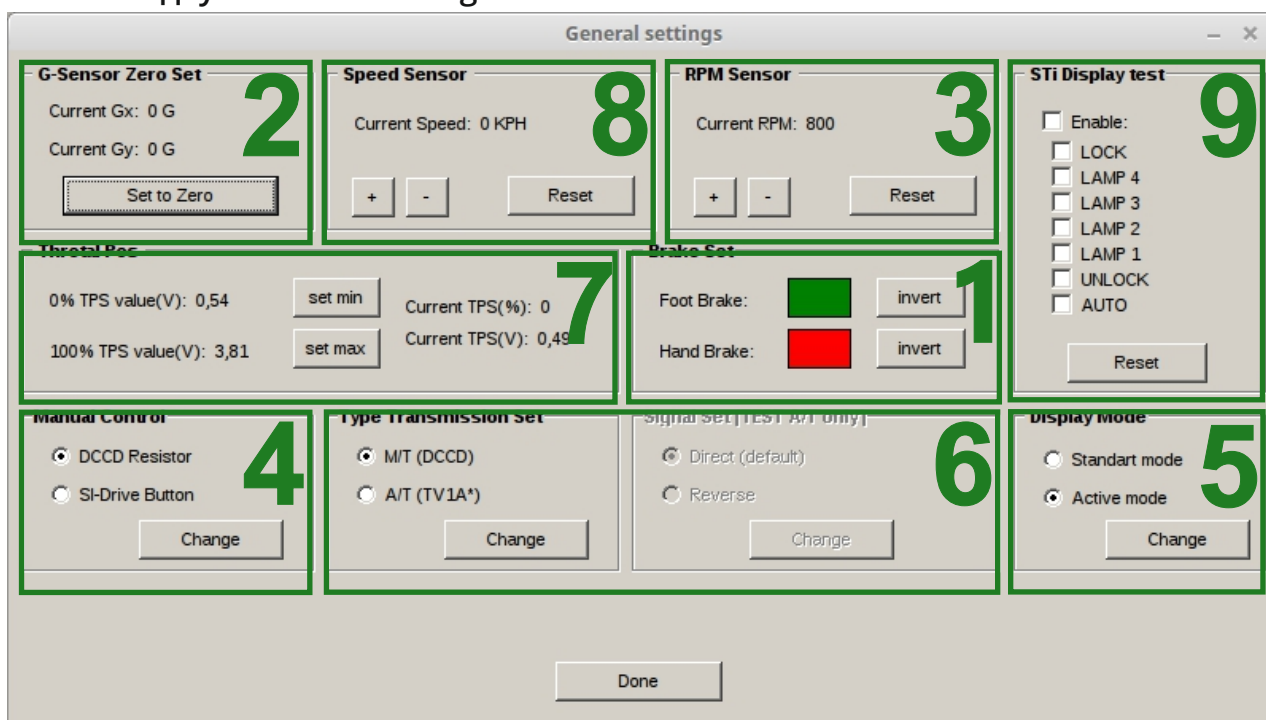 General settings
G-Sensor Zero Set
Current Gx: 0 G
Current Gy: 0 G
Set to Zero
2
Speed Sensor
Current Speed: 0 KPH
+
-
Reset
8
RPM Sensor
Current RPM: 800
+
-
Reset
3
STi Display test
Enable:
LOCK
LAMP 4
LAMP 3
LAMP 2
LAMP 1
UNLOCK
AUTO
Reset
9
Throtal Pos
0% TPS value(V): 0,54
set min
Current TPS(%): 0
100% TPS value(V): 3,81
set max
Current TPS(V): 0,49
7
Brake Set
Foot Brake:
invert
Hand Brake:
invert
1
Manual Control
DCCD Resistor
SI-Drive Button
Change
4
Type Transmission Set
M/T (DCCD)
A/T (TV1A*)
Change
Signal Set [TEST A/T only]
Direct (default)
Reverse
Change
6
Display Mode
Standart mode
Active mode
Change
5
Done